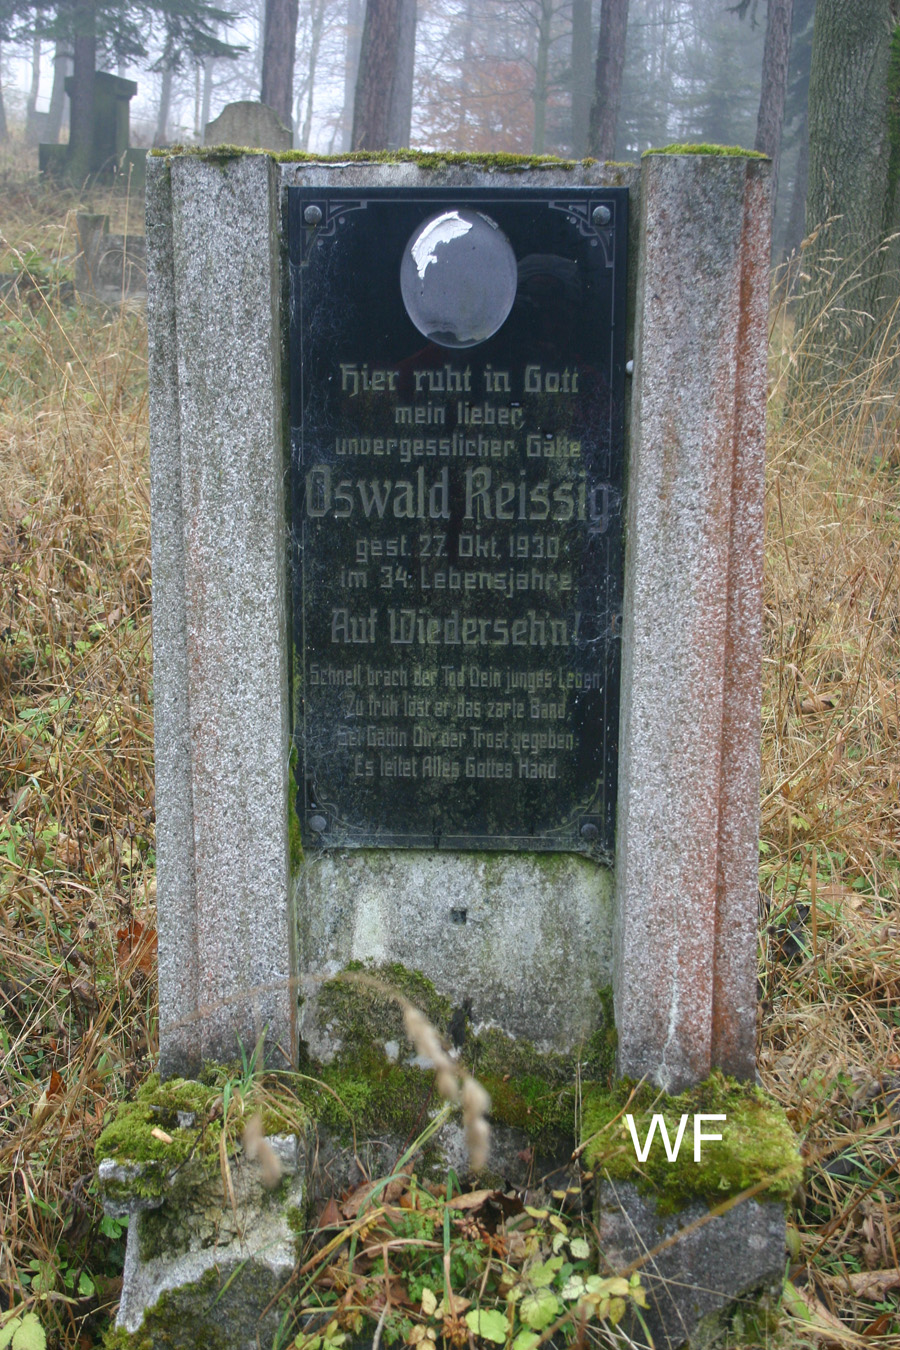 Hier ruht in Gott
mein lieber,
unvergesslicher Gatte
Oswald Reissig
gest. 27. Okt. 1930
im 34. Lebensjahre
Auf Wiedersehn!
Schnell brach der Tod Dein junges Leben
Zu früh löst er das zarte Band
Sei Gattin Dir der Trost gegeben
Es leitet Alles Gottes Hand.
WF